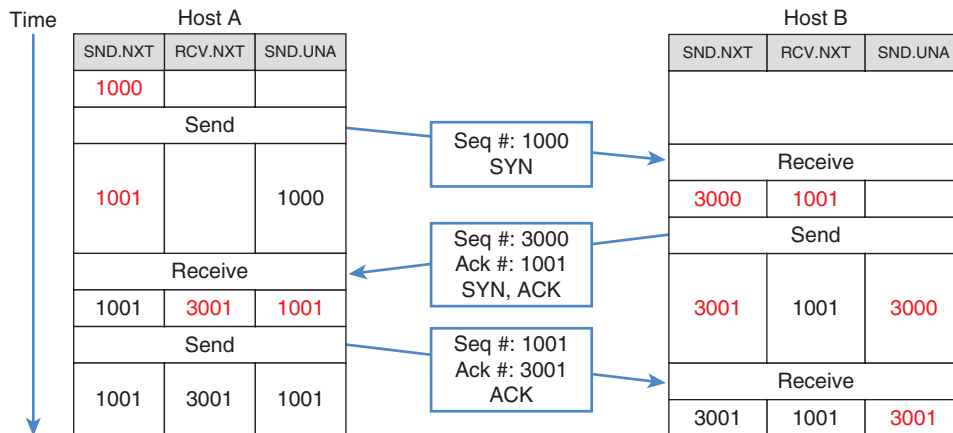 Time
Host A
Host B
SND.NXT RCV.NXT SND.UNA
SND.NXT RCV.NXT SND.UNA
1000
Send
Seq #: 1000
SYN
Receive
1001 1000
3000 1001
Send
Seq #: 3000
Ack #: 1001
SYN, ACK
Receive
1001 3001 1001
3001 1001 3000
Send
Seq #: 1001
Ack #: 3001
ACK
Receive
1001 3001 1001
3001 1001 3001